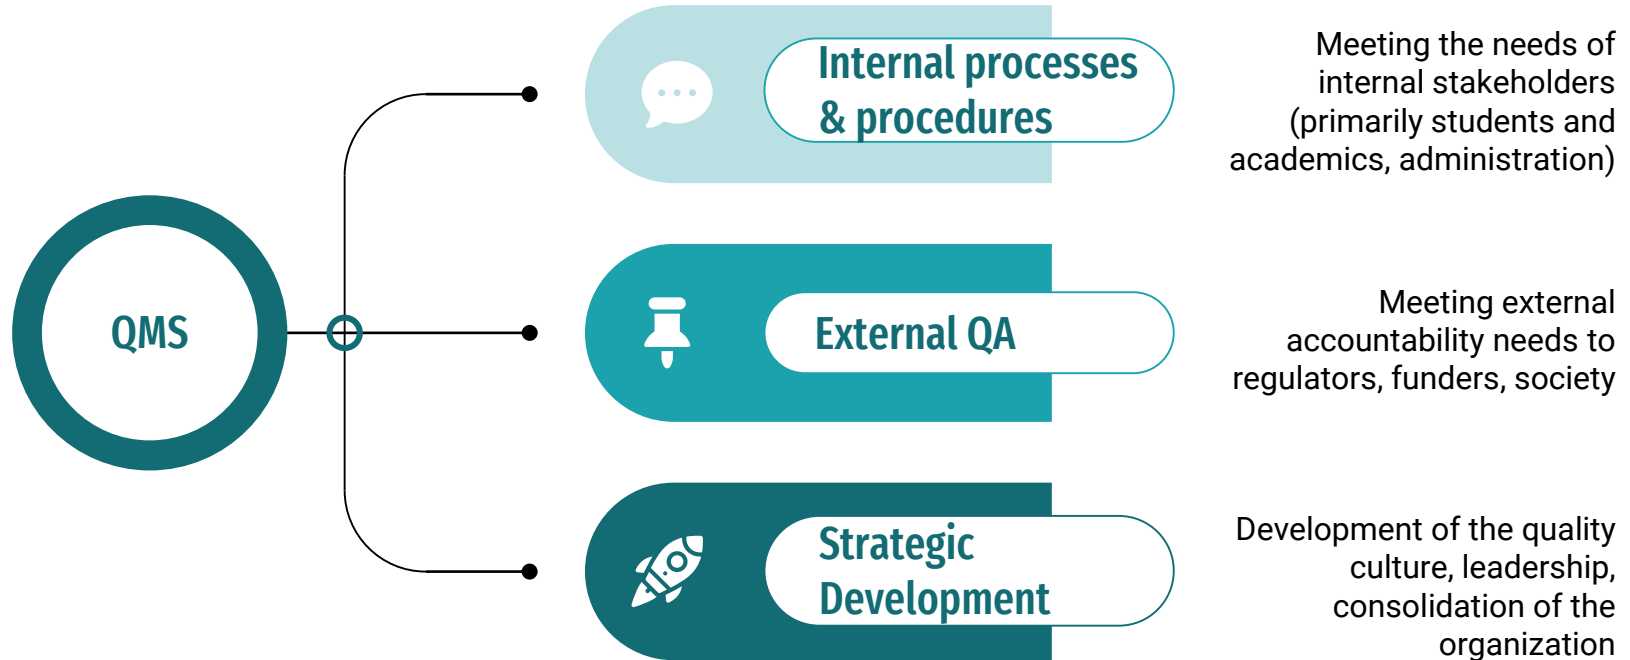 QMS
Internal processes
& procedures
Meeting the needs of
internal stakeholders
(primarily students and
academics, administration)
External QA
Meeting external
accountability needs to
regulators, funders, society
Strategic
Development
Development of the quality
culture, leadership,
consolidation of the
organization